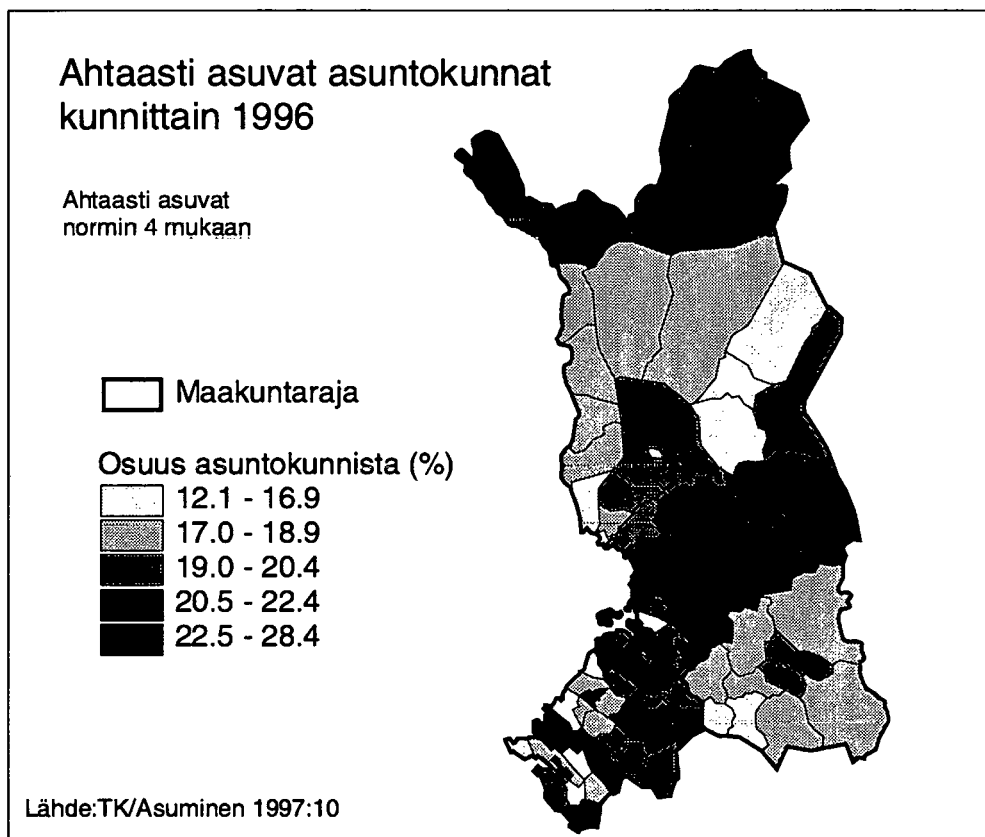 Ahtaasti asuvat asuntokunnat
kunnittain 1996
Ahtaasti asuvat
normin 4 mukaan
Maakuntaraja
Osuus asuntokunnista (%)
12.1 - 16.9
17.0 - 18.9
19.0 - 20.4
20.5 - 22.4
22.5 - 28.4
Lähde:TK/Asuminen 1997:10